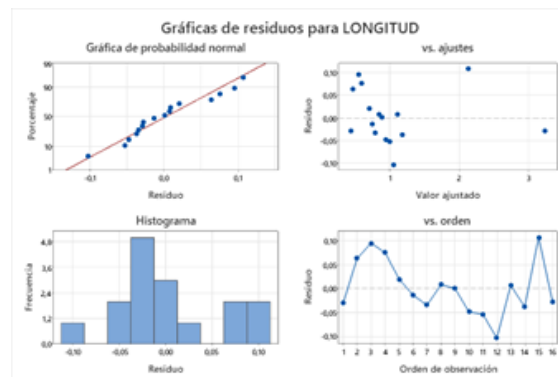 Gráficas de residuos para LONGITUD
Gráfica de probabilidad normal
Porcentaje
99
90
50
10
1
-0,1
0,0
0,1
Residuo
vs. ajustes
Residuo
0,10
0,05
0,00
-0,05
-0,10
1
2
3
Valor ajustado
Histograma
Frecuencia
4,8
3,6
2,4
1,2
0,0
-0,10
-0,05
0,00
0,05
0,10
Residuo
vs. orden
Residuo
0,10
0,05
0,00
-0,05
-0,10
1 2 3 4 5 6 7 8 9 10 11 12 13 14 15 16
Orden de observación